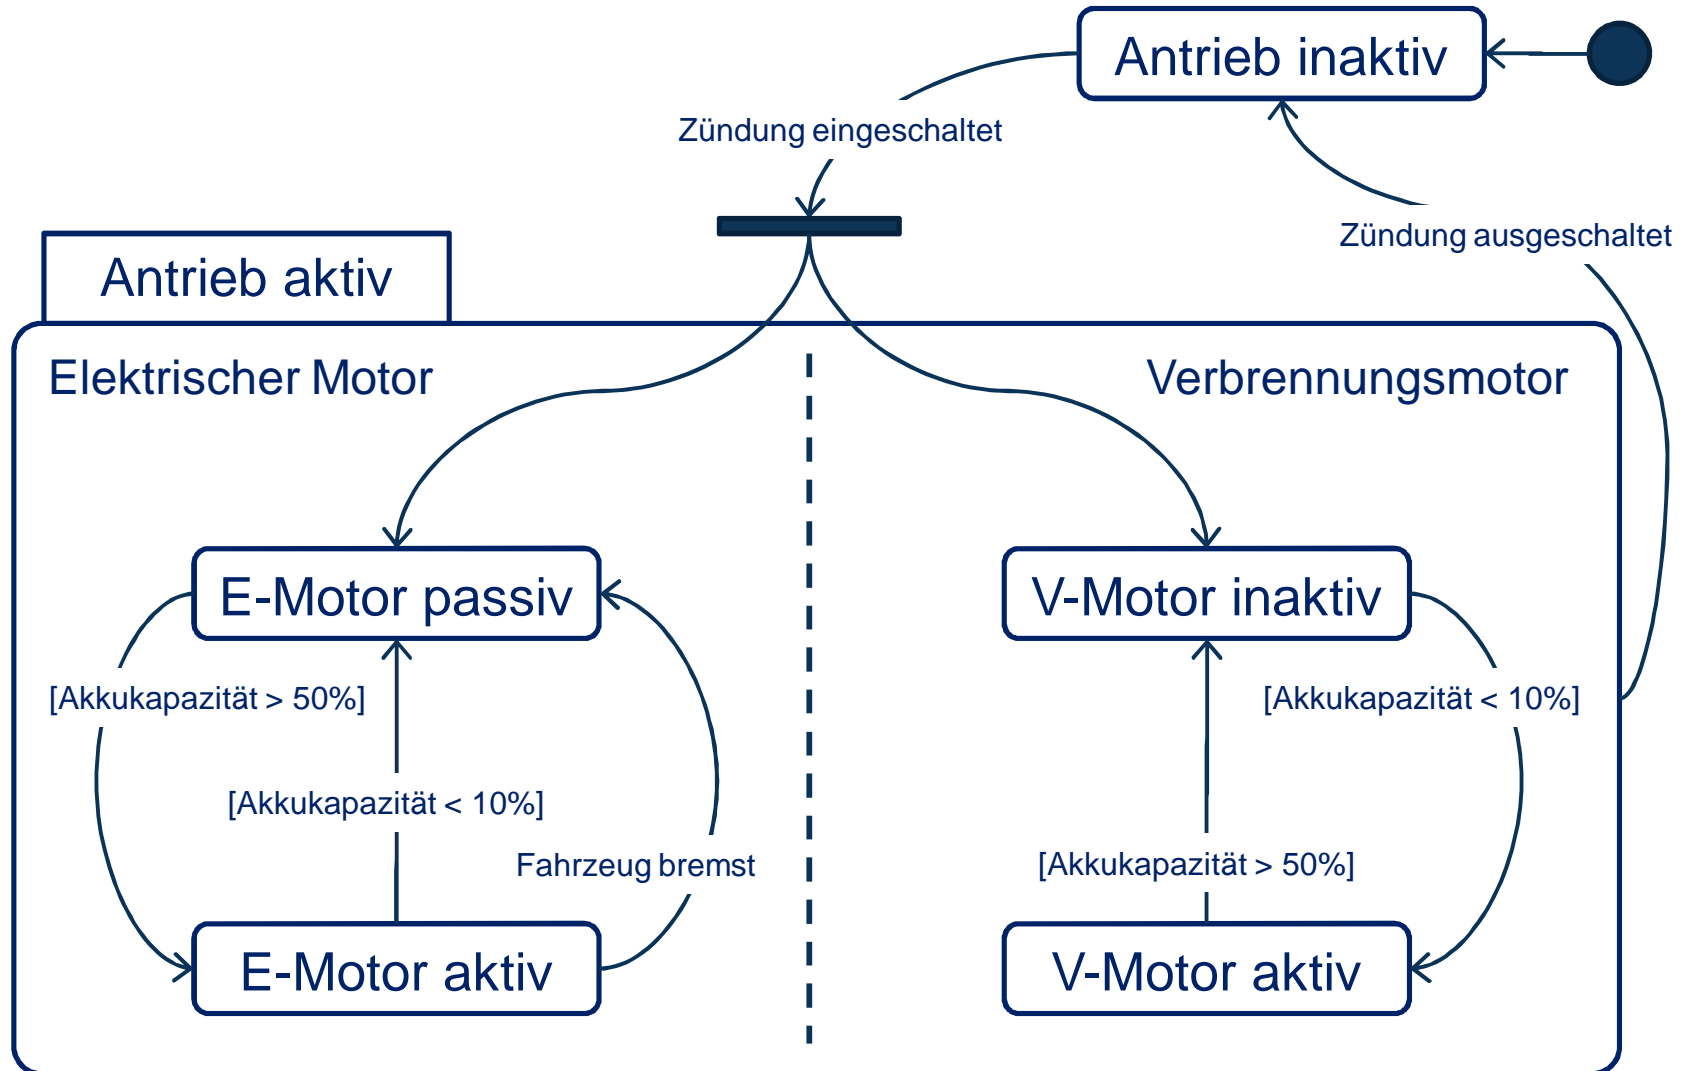 Antrieb inaktiv
Zündung eingeschaltet
Zündung ausgeschaltet
Antrieb aktiv
Elektrischer Motor
Verbrennungsmotor
E-Motor passiv
V-Motor inaktiv
[Akkukapazität > 50%]
[Akkukapazität < 10%]
[Akkukapazität < 10%]
Fahrzeug bremst
[Akkukapazität > 50%]
E-Motor aktiv
V-Motor aktiv